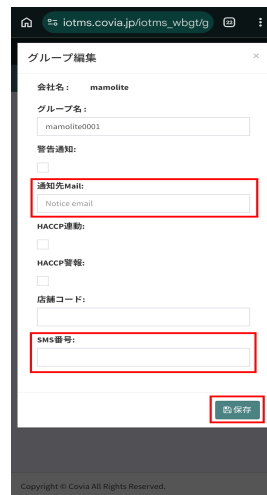 iotms.covia.jp/iotms_wbgt/g
22
グループ編集
×
会社名： mamolite
グループ名：
mamolite0001
警告通知:
通知先Mail:
Notice email
HACCP連動:
HACCP警報:
店舗コード：
SMS番号:
保存
Copyright © Covia All Rights Reserved.